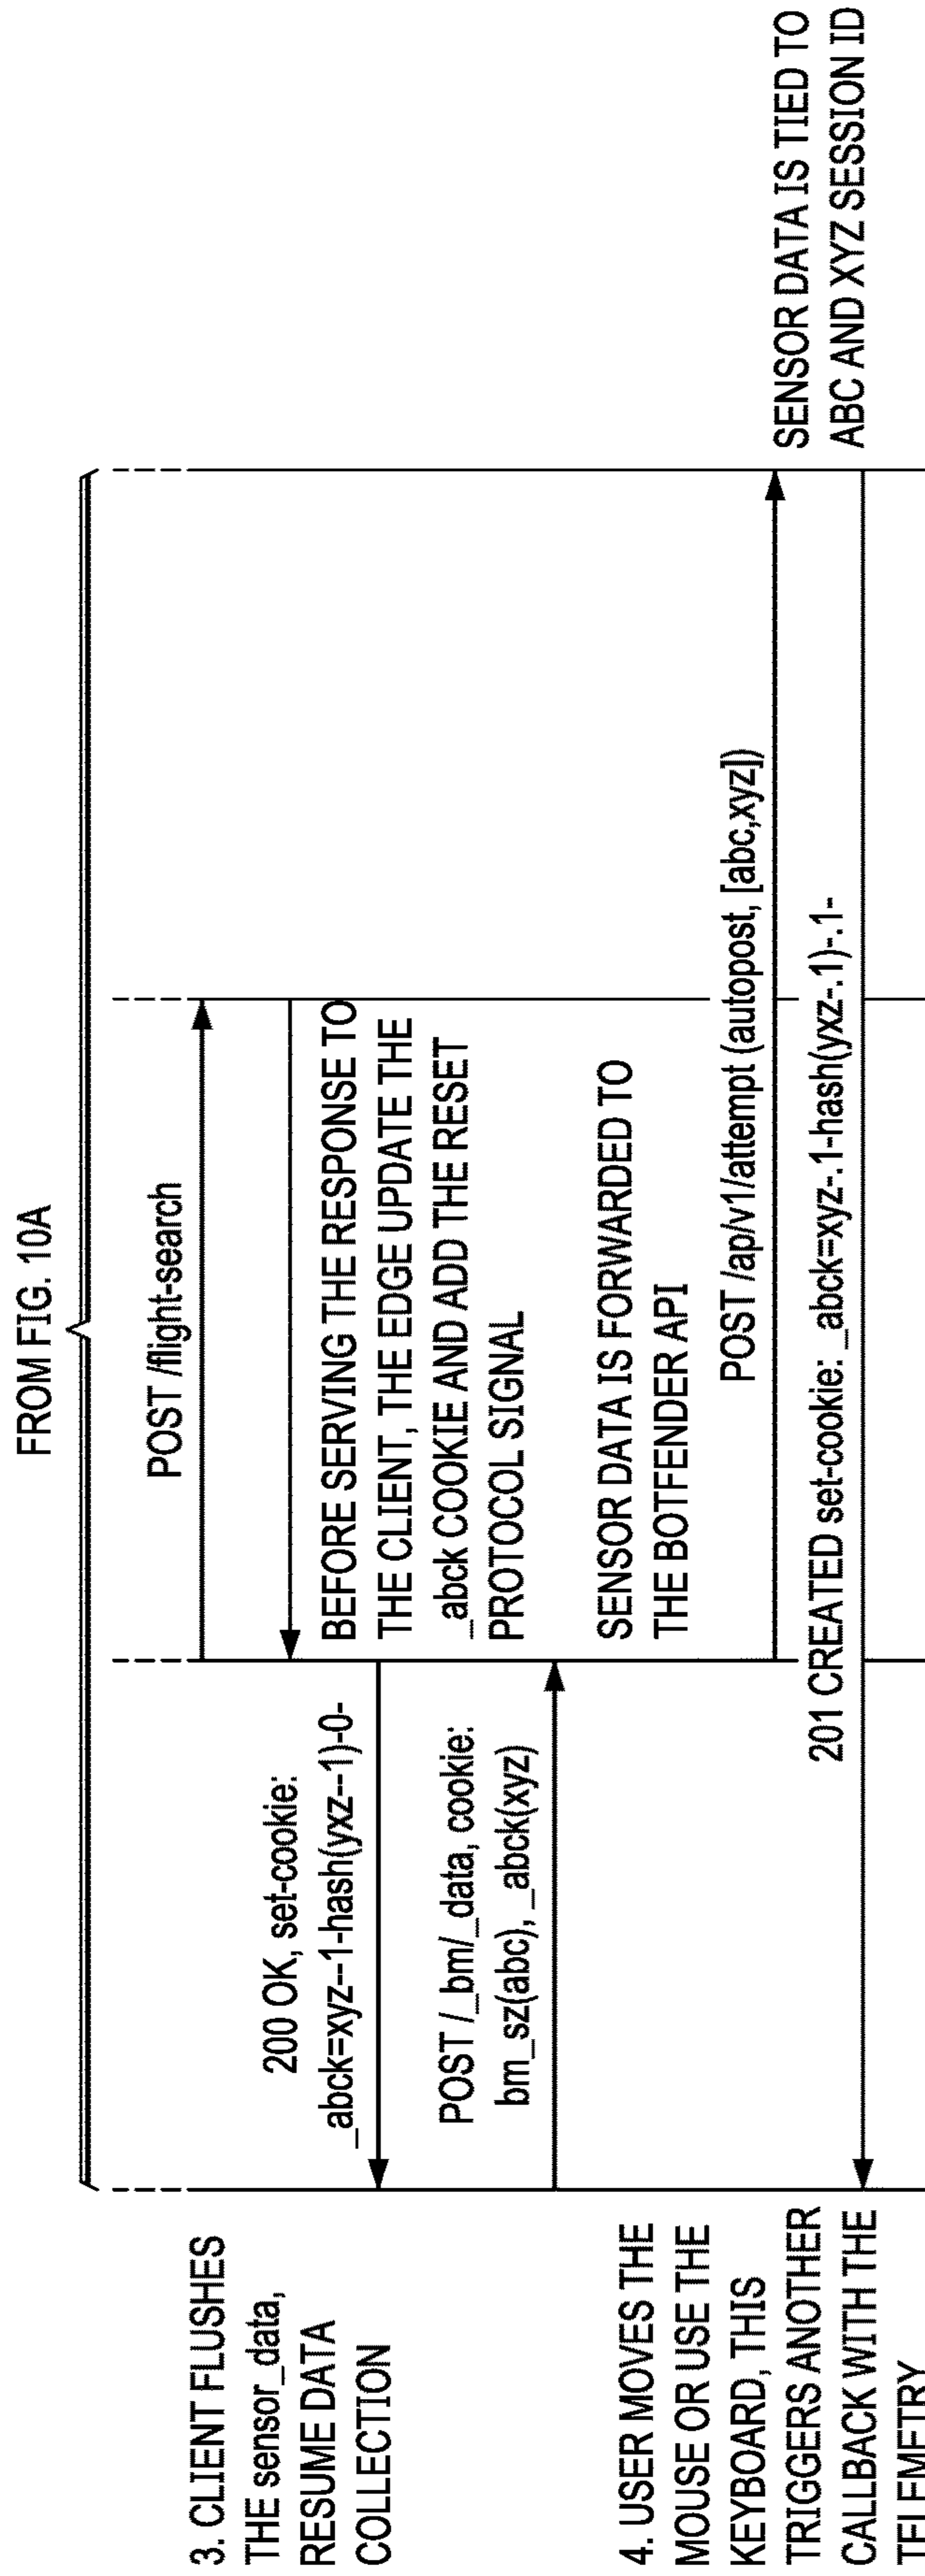 FROM FIG. 10A
POST /flight-search
3. CLIENT FLUSHES
THE sensor_data,
RESUME DATA
COLLECTION
200 OK, set-cookie:
_abck=xyz--1-hash(yxz--1)-0-
BEFORE SERVING THE RESPONSE TO
THE CLIENT, THE EDGE UPDATE THE
_abck COOKIE AND ADD THE RESET
PROTOCOL SIGNAL
POST /_bm/_data, cookie:
bm_sz(abc), _abck(xyz)
SENSOR DATA IS FORWARDED TO
THE BOTFENDER API
4. USER MOVES THE
MOUSE OR USE THE
KEYBOARD, THIS
TRIGGERS ANOTHER
CALLBACK WITH THE
TELEMETRY
POST /ap/v1/attempt (autopost, [abc,xyz])
SENSOR DATA IS TIED TO
ABC AND XYZ SESSION ID
201 CREATED set-cookie: _abck=xyz-.1-hash(yxz-.1)-.1-